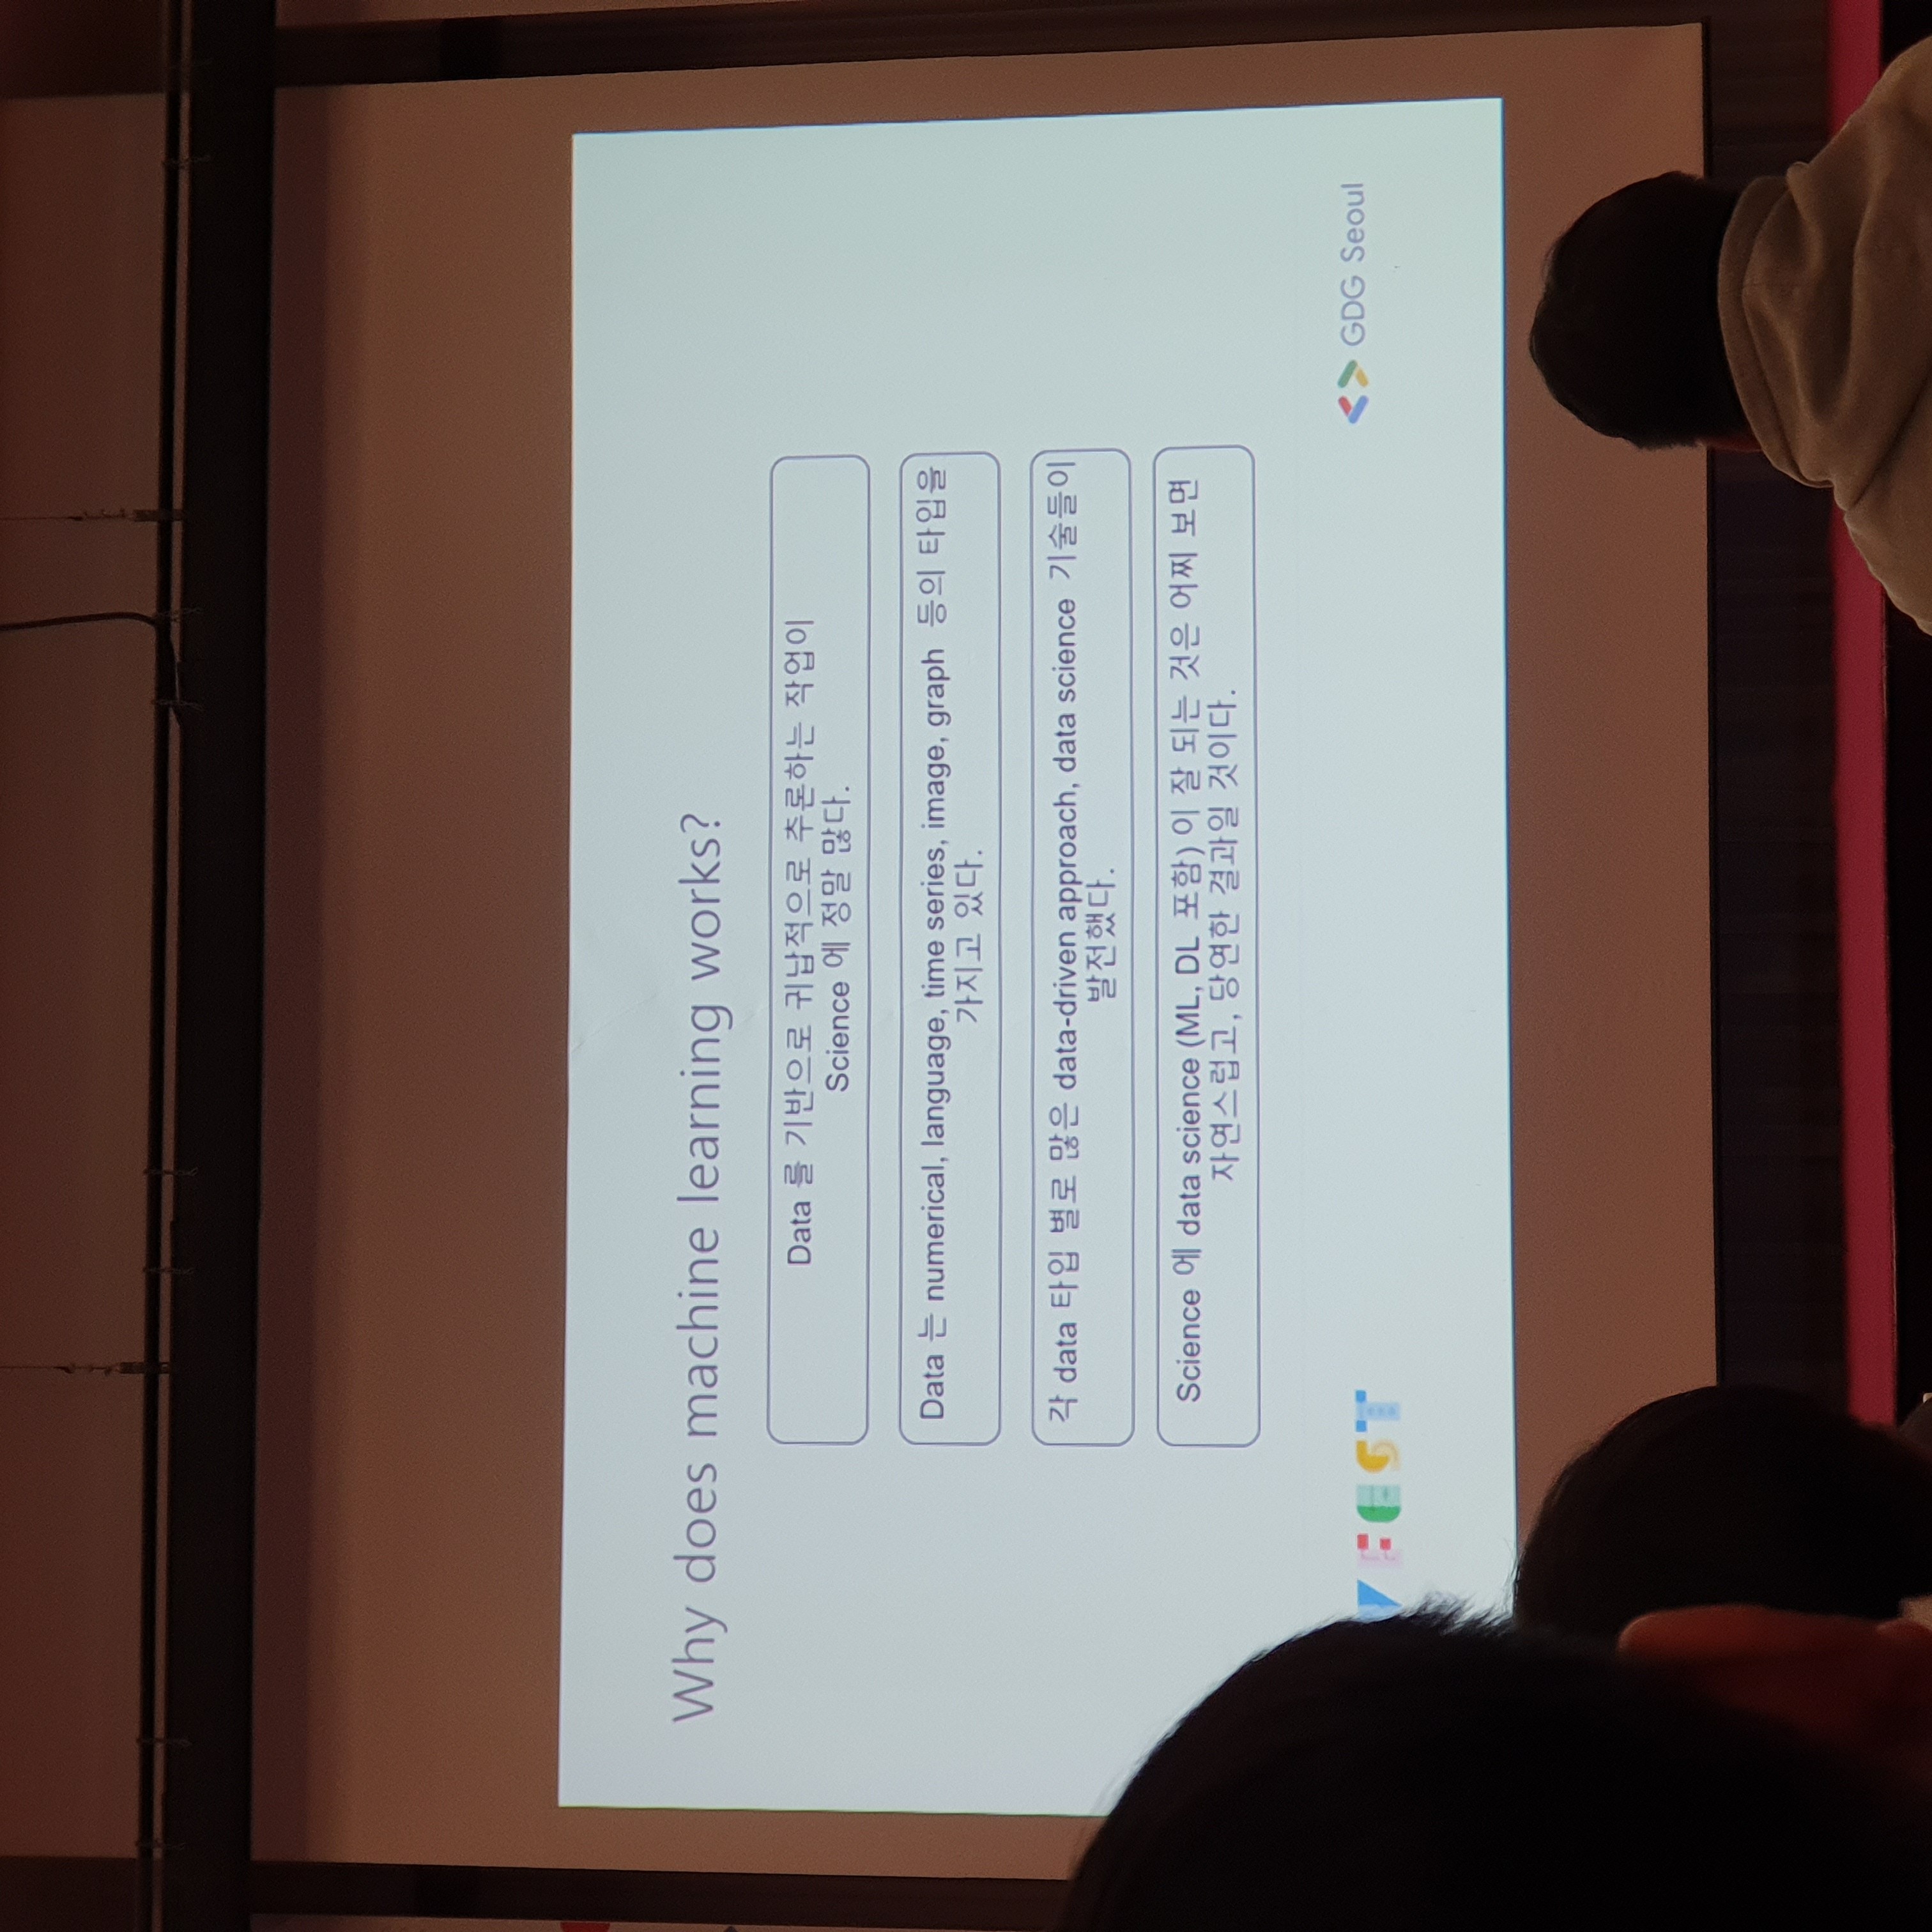 Why does machine learning works?
Data 를 기반으로 귀납적으로 추론하는 작업이
Science 에 정말 많다.
Data 는 numerical, language, time series, image, graph 등의 타입을
가지고 있다.
각 data 타입 별로 많은 data-driven approach, data science 기술들이
발전했다.
Science 에 data science (ML, DL 포함) 이 잘 되는 것은 어찌 보면
자연스럽고, 당연한 결과일 것이다.
VFEST
GDG Seoul